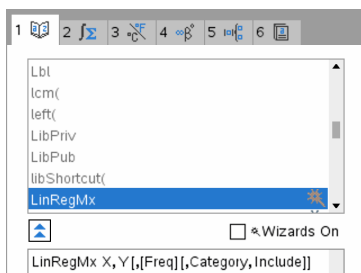 1 2 ∫Σ 3 °C°F 4 ∞β° 5 6
Lbl
lcm(
left(
LibPriv
LibPub
libShortcut(
LinRegMx
Wizards On
LinRegMx X,Y[,[Freq][,Category,Include]]